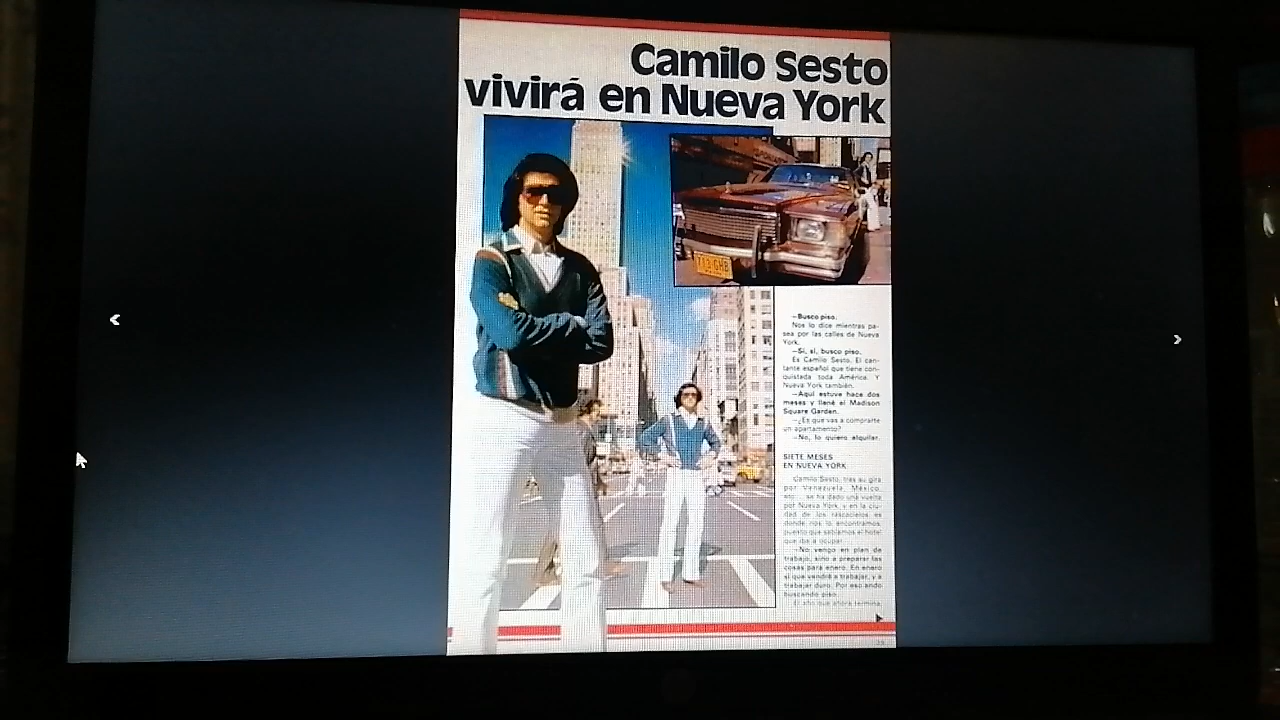 Camilo Sesto
vivirá en Nueva York
713 GHB
—Busco piso.
Nos lo dice mientras pa-
sea por las calles de Nueva
York.
—Sí, sí, busco piso.
Es Camilo Sesto. El can-
tante español que tiene con-
quistada toda América. Y
Nueva York también.
—Aquí estuve hace dos
meses y llené el Madison
Square Garden.
—¿Es que vas a comprarte
un apartamento?
—No, lo quiero alquilar.
SIETE MESES
EN NUEVA YORK
Camilo Sesto, tras su gira
por Venezuela, México,
etc., se ha dado una vuelta
por Nueva York, y en la ciu-
dad de los rascacielos es
donde nos lo encontramos,
puesto que sabíamos el hotel
que iba a ocupar.
—No vengo en plan de
trabajo, sino a preparar las
cosas para enero. En enero
sí que vendré a trabajar, y a
trabajar duro. Por eso ando
buscando piso.
El año que ahora termina,